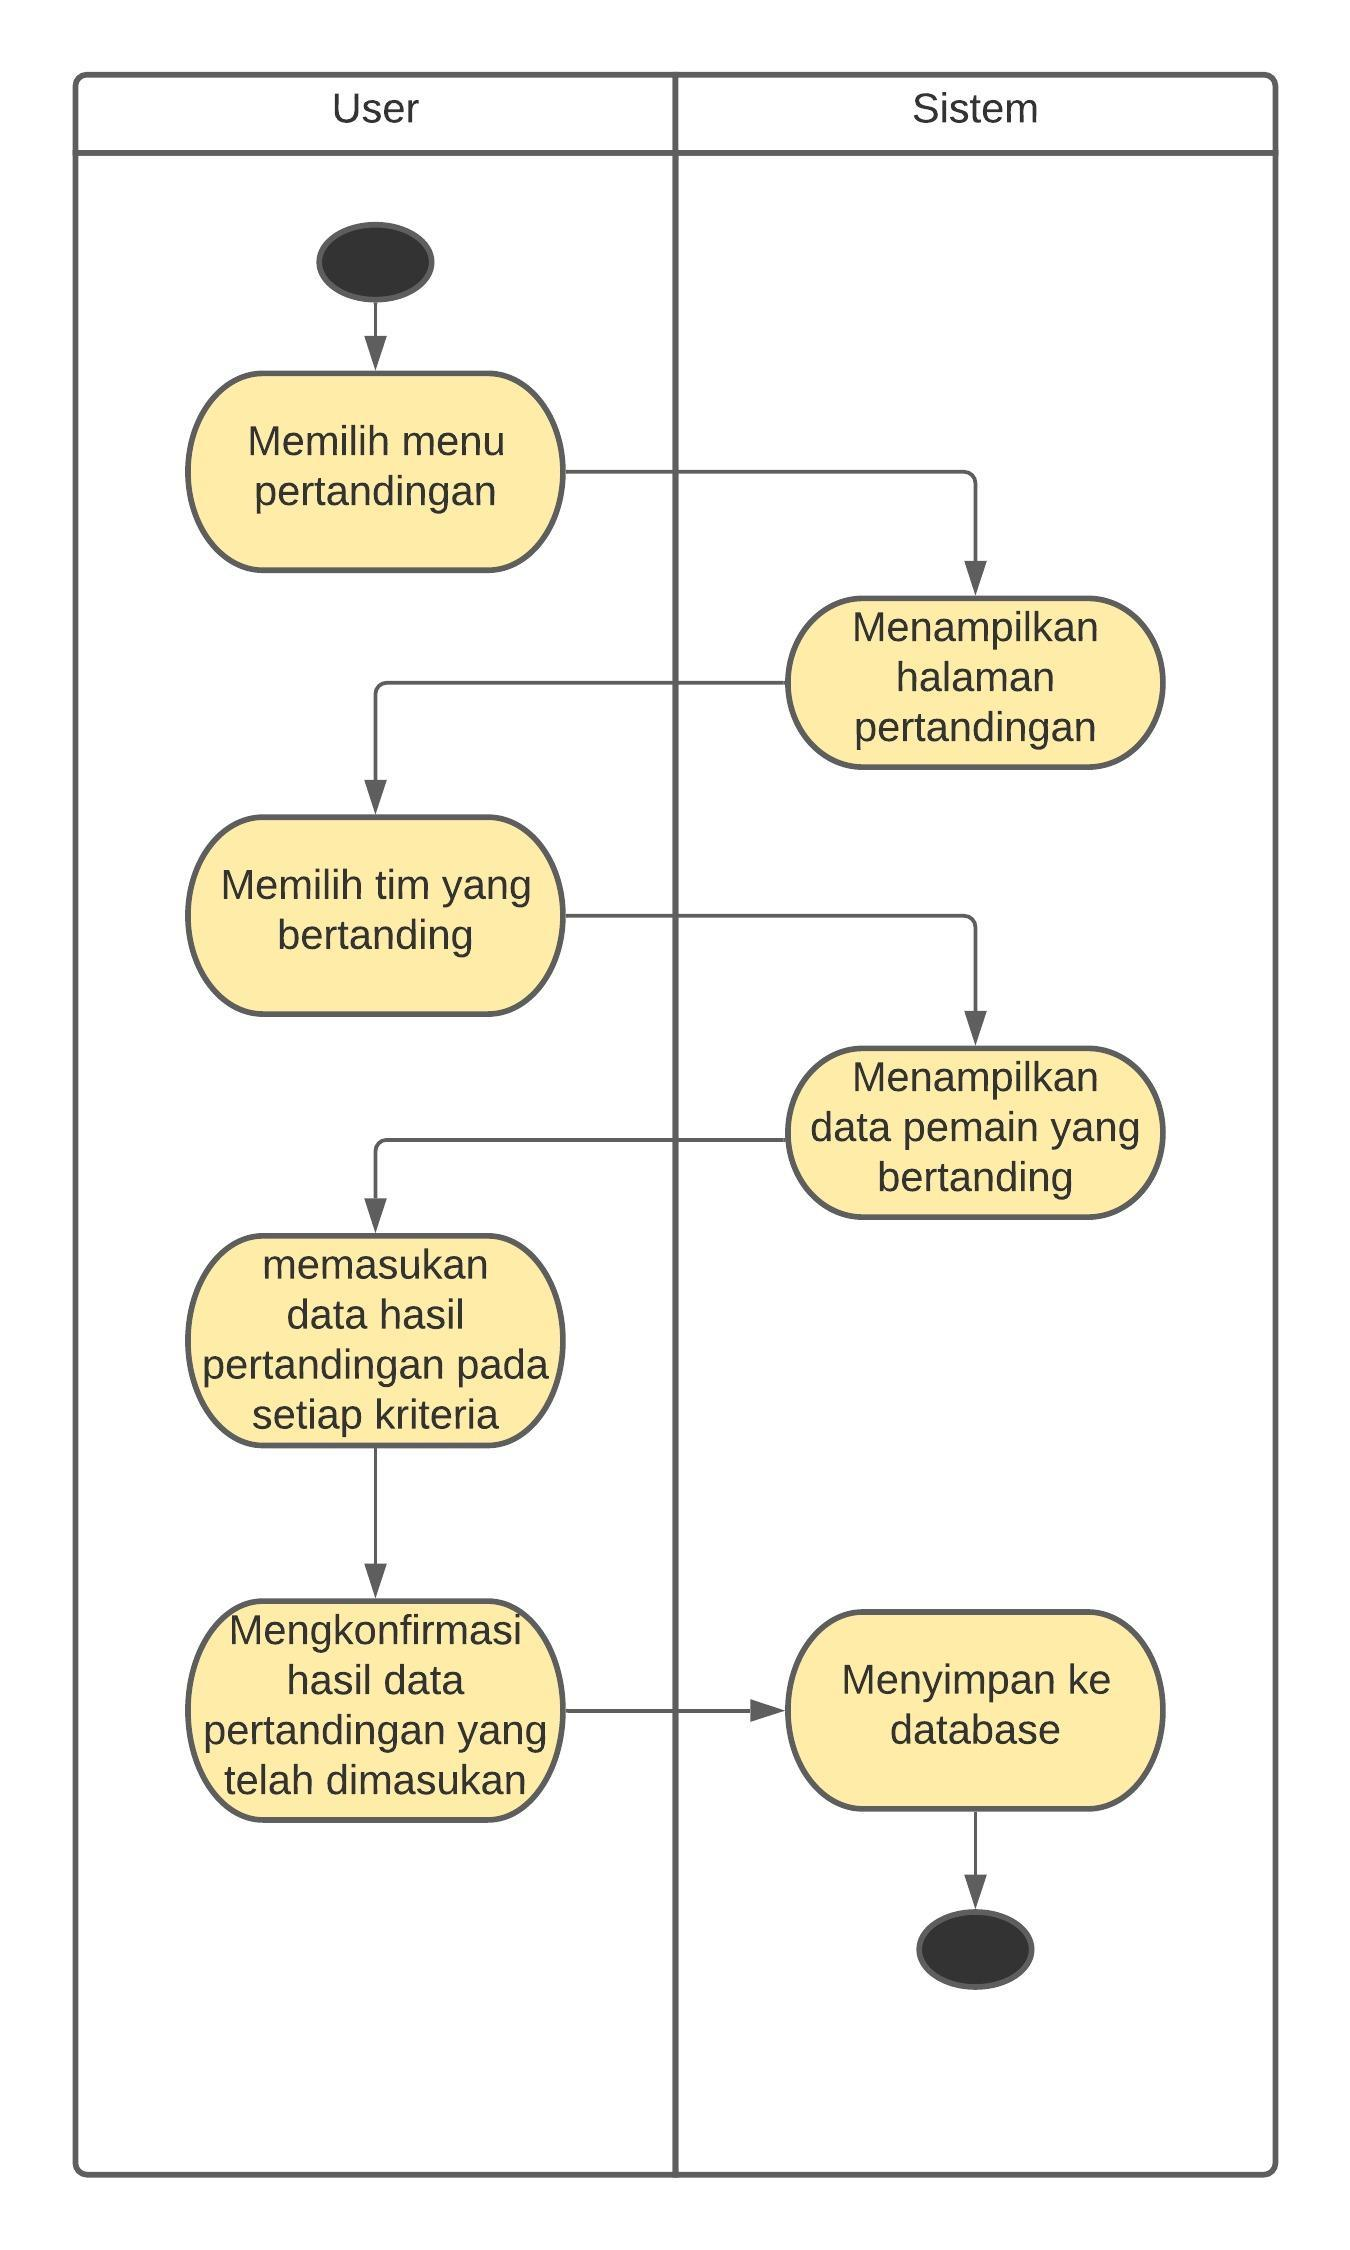 User
Sistem
Memilih menu
pertandingan
Menampilkan
halaman
pertandingan
Memilih tim yang
bertanding
Menampilkan
data pemain yang
bertanding
memasukan
data hasil
pertandingan pada
setiap kriteria
Mengkonfirmasi
hasil data
pertandingan yang
telah dimasukan
Menyimpan ke
database